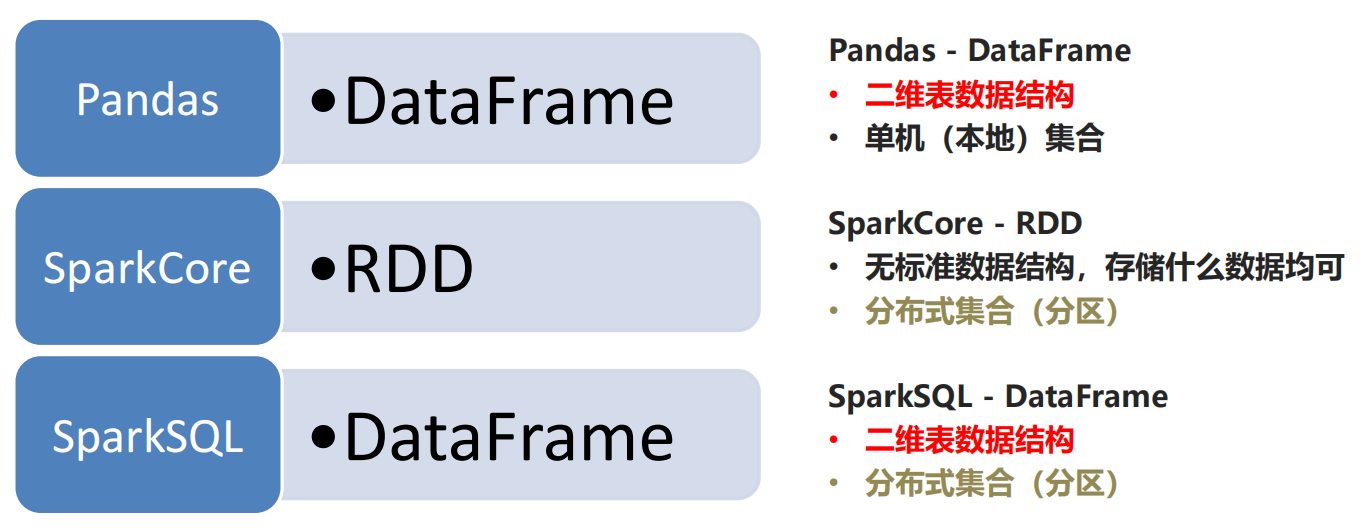 Pandas
•DataFrame
SparkCore
•RDD
SparkSQL
•DataFrame
Pandas - DataFrame
• 二维表数据结构
• 单机（本地）集合
SparkCore - RDD
• 无标准数据结构，存储什么数据均可
• 分布式集合（分区）
SparkSQL - DataFrame
• 二维表数据结构
• 分布式集合（分区）